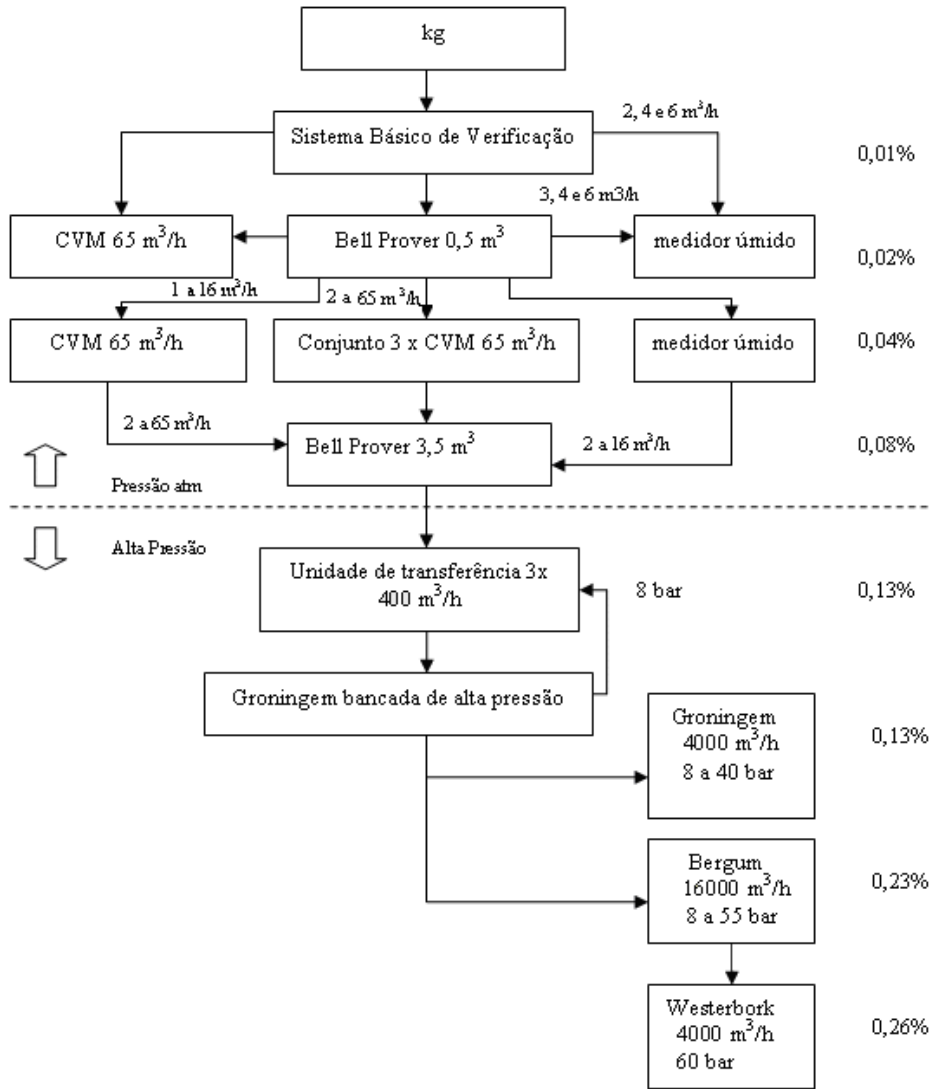 kg
2, 4 e 6 m³/h
Sistema Básico de Verificação
0,01%
3, 4 e 6 m3/h
CVM 65 m³/h
Bell Prover 0,5 m³
medidor úmido
0,02%
1 a 16 m³/h
2 a 65 m³/h
CVM 65 m³/h
Conjunto 3 x CVM 65 m³/h
medidor úmido
0,04%
2 a 65 m³/h
Bell Prover 3,5 m³
2 a 16 m³/h
0,08%
Pressão atm
Alta Pressão
Unidade de transferência 3x
400 m³/h
8 bar
0,13%
Groningem bancada de alta pressão
Groningem
4000 m³/h
8 a 40 bar
0,13%
Bergum
16000 m³/h
8 a 55 bar
0,23%
Westerbork
4000 m³/h
60 bar
0,26%